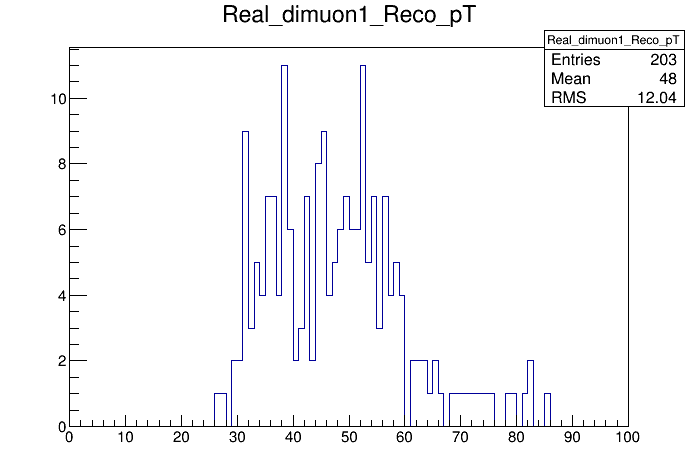 Real_dimuon1_Reco_pT
Real_dimuon1_Reco_pT
Entries 203
Mean 48
RMS 12.04
10
8
6
4
2
0
0 10 20 30 40 50 60 70 80 90 100